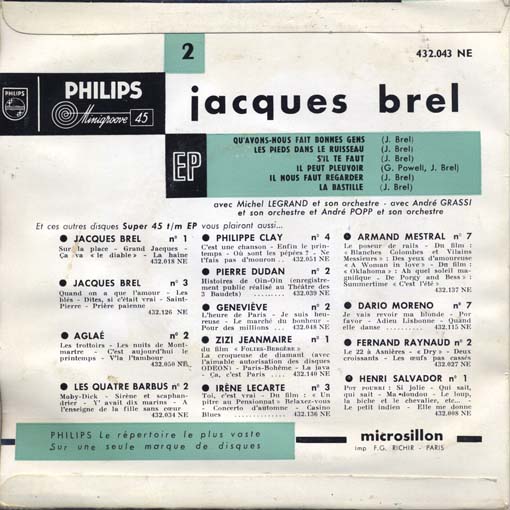 2
432.043 NE
PHILIPS
PHILIPS
Minigroove 45
jacques brel
EP
QU'AVONS-NOUS FAIT BONNES GENS (J. Brel)
LES PIEDS DANS LE RUISSEAU (J. Brel)
S'IL TE FAUT (J. Brel)
IL PEUT PLEUVOIR (G. Powell, J. Brel)
IL NOUS FAUT REGARDER (J. Brel)
LA BASTILLE (J. Brel)
avec Michel LEGRAND et son orchestre - avec André GRASSI
et son orchestre et André POPP et son orchestre
Et ces autres disques Super 45 t/m EP vous plairont aussi...
● JACQUES BREL n° 1
Sur la place - Grand Jacques -
Ça va « le diable » - La haine
432.018 NE
● JACQUES BREL n° 3
Quand on a que l'amour - Les
blés - Dites, si c'était vrai - Saint-
Pierre - Prière païenne
432.126 NE
● AGLAÉ n° 2
Les trottoirs - Les nuits de Mont-
martre - C'est aujourd'hui le
printemps - V'la l'tambour
432.050 NE
● LES QUATRE BARBUS n° 2
Moby-Dick - Sirène et scaphan-
drier - Y'avait dix marins - A
l'enseigne de la fille sans cœur
432.034 NE
● PHILIPPE CLAY n° 4
C'est une chanson - Enfin le prin-
temps - Où sont les pépées ? - Ne
t'fais pas d'mouron .. 432.051 NE
● PIERRE DUDAN n° 2
Histoires de Gin-Oin (enregistre-
ment public réalisé au Théâtre des
3 Baudets) ........ 432.039 NE
● GENEVIÈVE n° 2
L'heure de Paris - Je suis heu-
reuse - Le marché du bonheur -
Pour des millions ... 432.048 NE
● ZIZI JEANMAIRE n° 1
du film « FOLIES-BERGÈRE »
La croqueuse de diamant (avec
l'aimable autorisation des disques
ODEON) - Paris-Bohême - La java
- Ça, c'est Paris .... 432.140 NE
● IRÈNE LECARTE n° 3
Toi, c'est vrai - Du film : « Un
pitre au Pensionnat » Relaxez-vous
- Concerto d'automne - Casino
Blues ........ 432.136 NE
● ARMAND MESTRAL n° 7
Le poseur de rails - Du film :
« Blanches Colombes et Vilains
Messieurs » : Des yeux d'amoureuse
« A Woman in love » - Du film :
« Oklahoma » : Ah quel soleil ma-
gnifique - De Porgy and Bess :
Summertime « C'est l'été »
432.137 NE
● DARIO MORENO n° 7
Je vais revoir ma blonde - Por
favor - Adieu Lisbonne - Quand
elle danse ........ 432.115 NE
● FERNAND RAYNAUD n° 2
Le 22 à Asnières - « Dry » - Deux
croissants - Les œufs pas cassés
432.027 NE
● HENRI SALVADOR n° 1
POT POURRI : Si jolie - Qui sait,
qui sait - Ma doudou - Le loup,
la biche et le chevalier, etc...
Le petit indien - Elle me donne
432.008 NE
PHILIPS Le répertoire le plus vaste
Sur une seule marque de disques
microsillon
imp F.G. RICHIR - PARIS